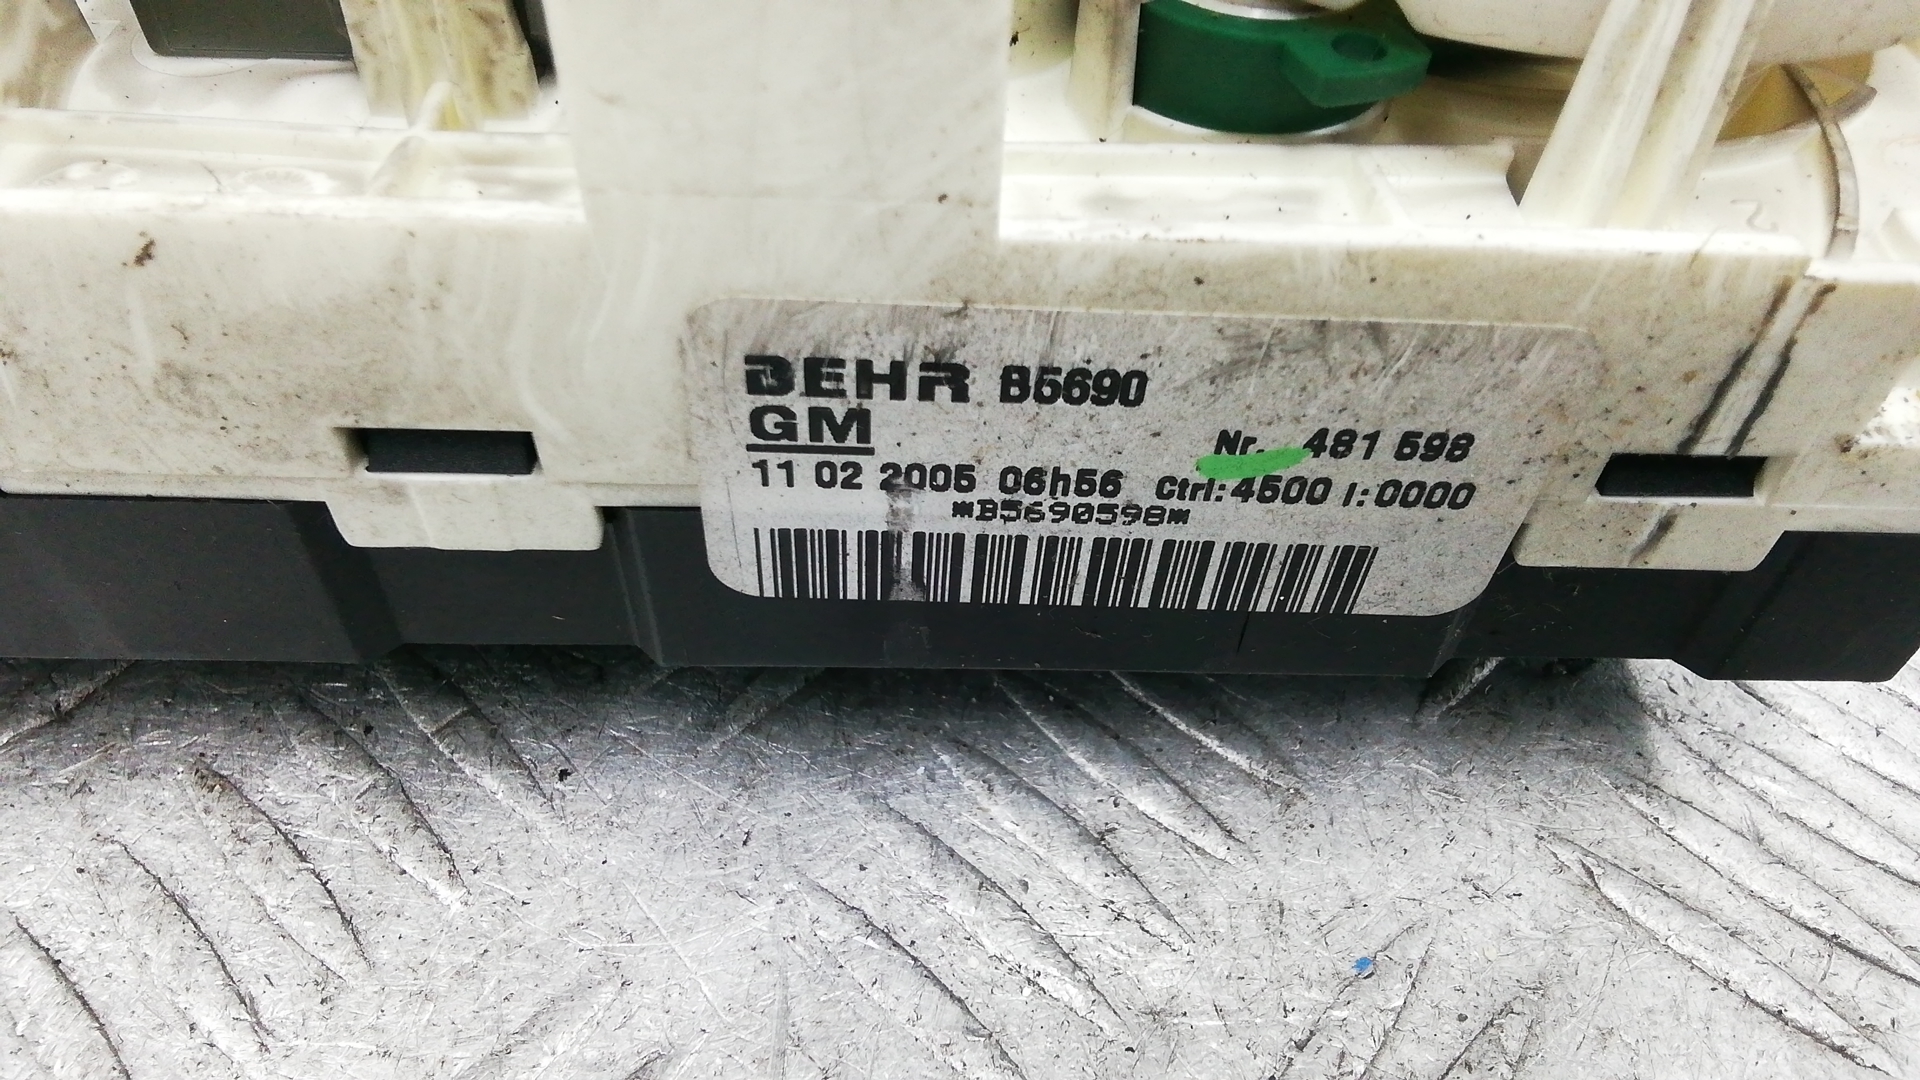 BEHR B5690
GM
Nr. 481 598
11 02 2005 06h56 Ctrl:4500 I:0000
*B5690598*